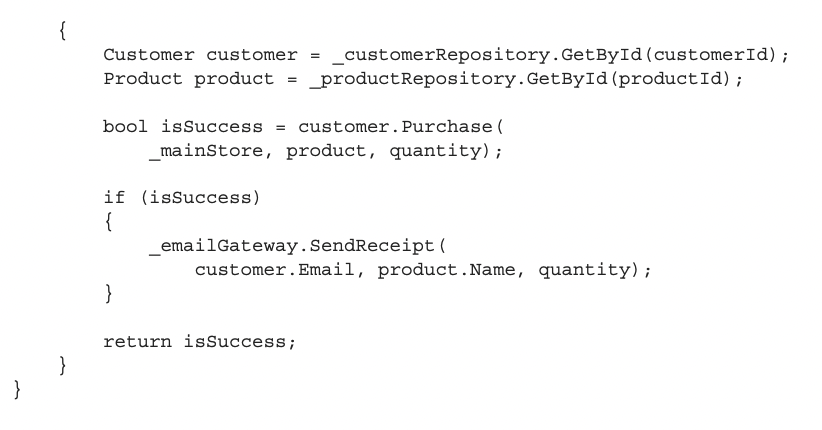 {
Customer customer = _customerRepository.GetById(customerId);
Product product = _productRepository.GetById(productId);
bool isSuccess = customer.Purchase(
_mainStore, product, quantity);
if (isSuccess)
{
_emailGateway.SendReceipt(
customer.Email, product.Name, quantity);
}
return isSuccess;
}
}